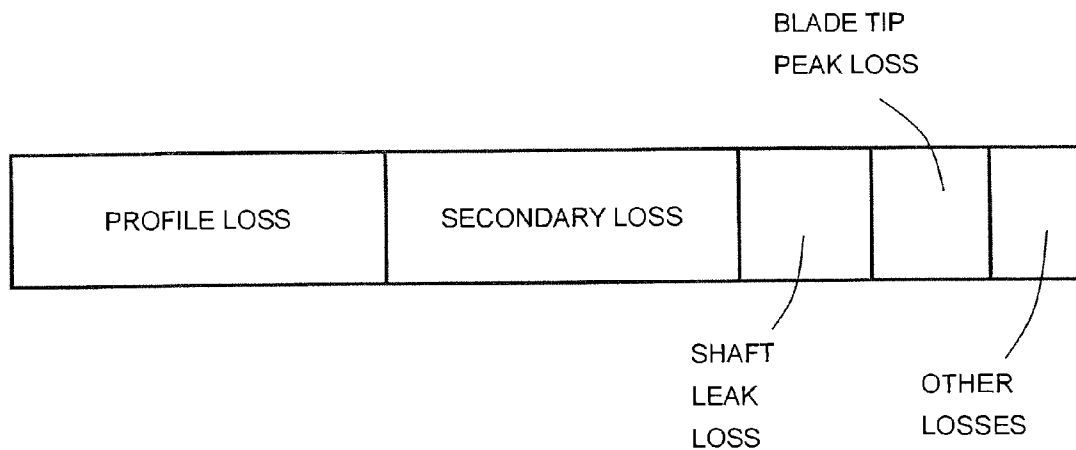 BLADE TIP
PEAK LOSS
PROFILE LOSS
SECONDARY LOSS
SHAFT
LEAK
LOSS
OTHER
LOSSES